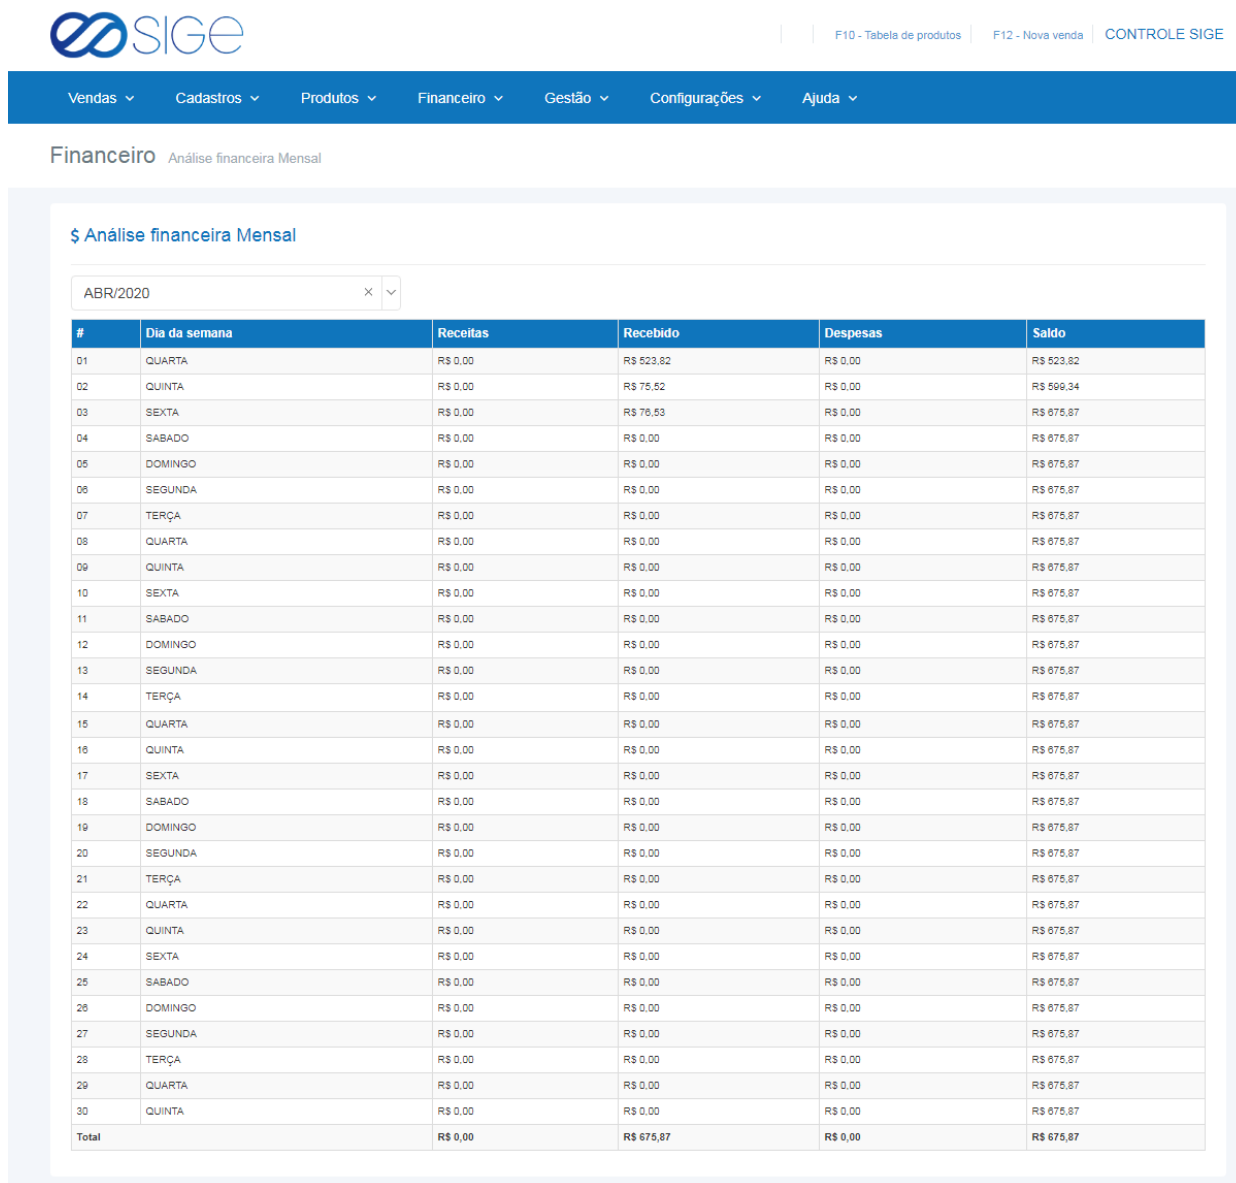 SIGE
F10 - Tabela de produtos F12 - Nova venda CONTROLE SIGE
Vendas Cadastros Produtos Financeiro Gestão Configurações Ajuda
Financeiro Análise financeira Mensal
$ Análise financeira Mensal
ABR/2020
# Dia da semana Receitas Recebido Despesas Saldo
01 QUARTA R$ 0,00 R$ 523,82 R$ 0,00 R$ 523,82
02 QUINTA R$ 0,00 R$ 75,52 R$ 0,00 R$ 599,34
03 SEXTA R$ 0,00 R$ 76,53 R$ 0,00 R$ 675,87
04 SABADO R$ 0,00 R$ 0,00 R$ 0,00 R$ 675,87
05 DOMINGO R$ 0,00 R$ 0,00 R$ 0,00 R$ 675,87
06 SEGUNDA R$ 0,00 R$ 0,00 R$ 0,00 R$ 675,87
07 TERÇA R$ 0,00 R$ 0,00 R$ 0,00 R$ 675,87
08 QUARTA R$ 0,00 R$ 0,00 R$ 0,00 R$ 675,87
09 QUINTA R$ 0,00 R$ 0,00 R$ 0,00 R$ 675,87
10 SEXTA R$ 0,00 R$ 0,00 R$ 0,00 R$ 675,87
11 SABADO R$ 0,00 R$ 0,00 R$ 0,00 R$ 675,87
12 DOMINGO R$ 0,00 R$ 0,00 R$ 0,00 R$ 675,87
13 SEGUNDA R$ 0,00 R$ 0,00 R$ 0,00 R$ 675,87
14 TERÇA R$ 0,00 R$ 0,00 R$ 0,00 R$ 675,87
15 QUARTA R$ 0,00 R$ 0,00 R$ 0,00 R$ 675,87
16 QUINTA R$ 0,00 R$ 0,00 R$ 0,00 R$ 675,87
17 SEXTA R$ 0,00 R$ 0,00 R$ 0,00 R$ 675,87
18 SABADO R$ 0,00 R$ 0,00 R$ 0,00 R$ 675,87
19 DOMINGO R$ 0,00 R$ 0,00 R$ 0,00 R$ 675,87
20 SEGUNDA R$ 0,00 R$ 0,00 R$ 0,00 R$ 675,87
21 TERÇA R$ 0,00 R$ 0,00 R$ 0,00 R$ 675,87
22 QUARTA R$ 0,00 R$ 0,00 R$ 0,00 R$ 675,87
23 QUINTA R$ 0,00 R$ 0,00 R$ 0,00 R$ 675,87
24 SEXTA R$ 0,00 R$ 0,00 R$ 0,00 R$ 675,87
25 SABADO R$ 0,00 R$ 0,00 R$ 0,00 R$ 675,87
26 DOMINGO R$ 0,00 R$ 0,00 R$ 0,00 R$ 675,87
27 SEGUNDA R$ 0,00 R$ 0,00 R$ 0,00 R$ 675,87
28 TERÇA R$ 0,00 R$ 0,00 R$ 0,00 R$ 675,87
29 QUARTA R$ 0,00 R$ 0,00 R$ 0,00 R$ 675,87
30 QUINTA R$ 0,00 R$ 0,00 R$ 0,00 R$ 675,87
Total R$ 0,00 R$ 675,87 R$ 0,00 R$ 675,87